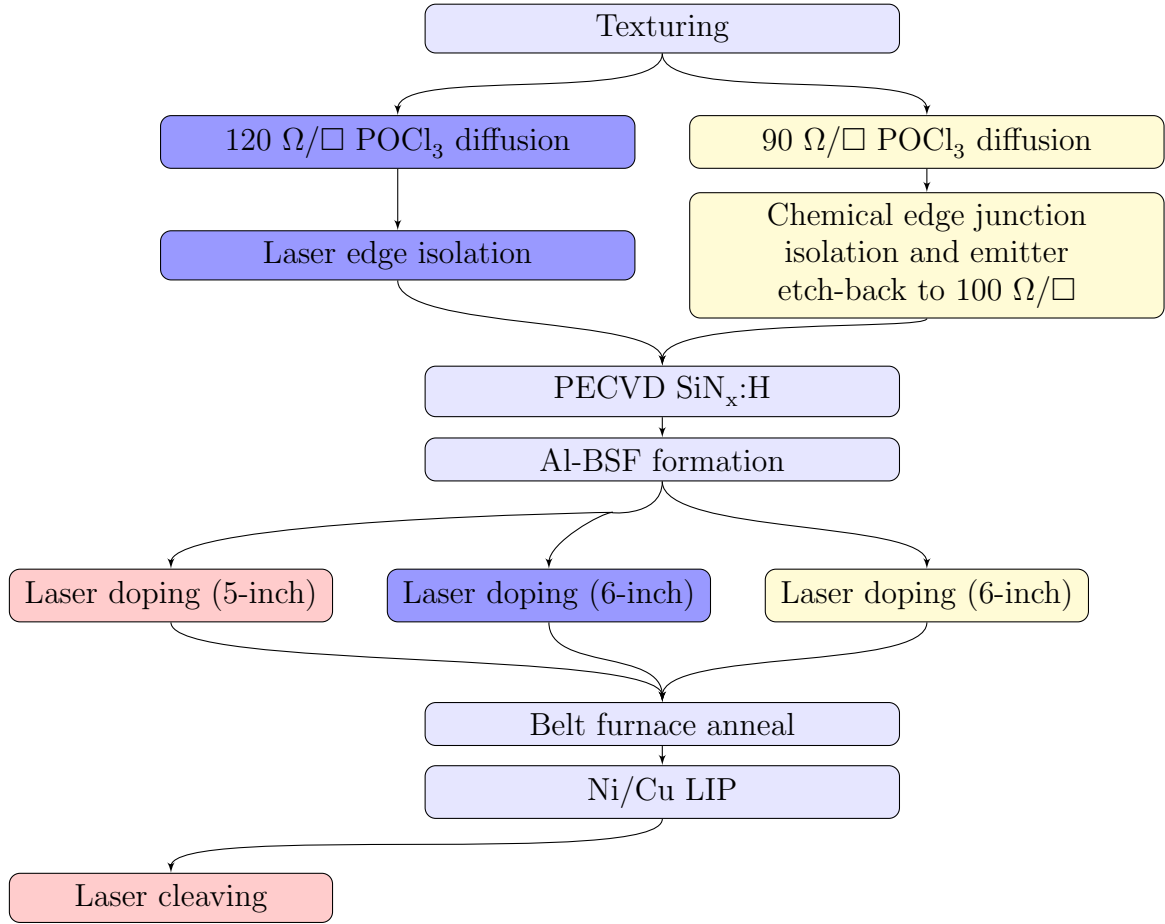 Texturing
120 Ω/□ POCl₃ diffusion
90 Ω/□ POCl₃ diffusion
Laser edge isolation
Chemical edge junction
isolation and emitter
etch-back to 100 Ω/□
PECVD SiNₓ:H
Al-BSF formation
Laser doping (5-inch)
Laser doping (6-inch)
Laser doping (6-inch)
Belt furnace anneal
Ni/Cu LIP
Laser cleaving